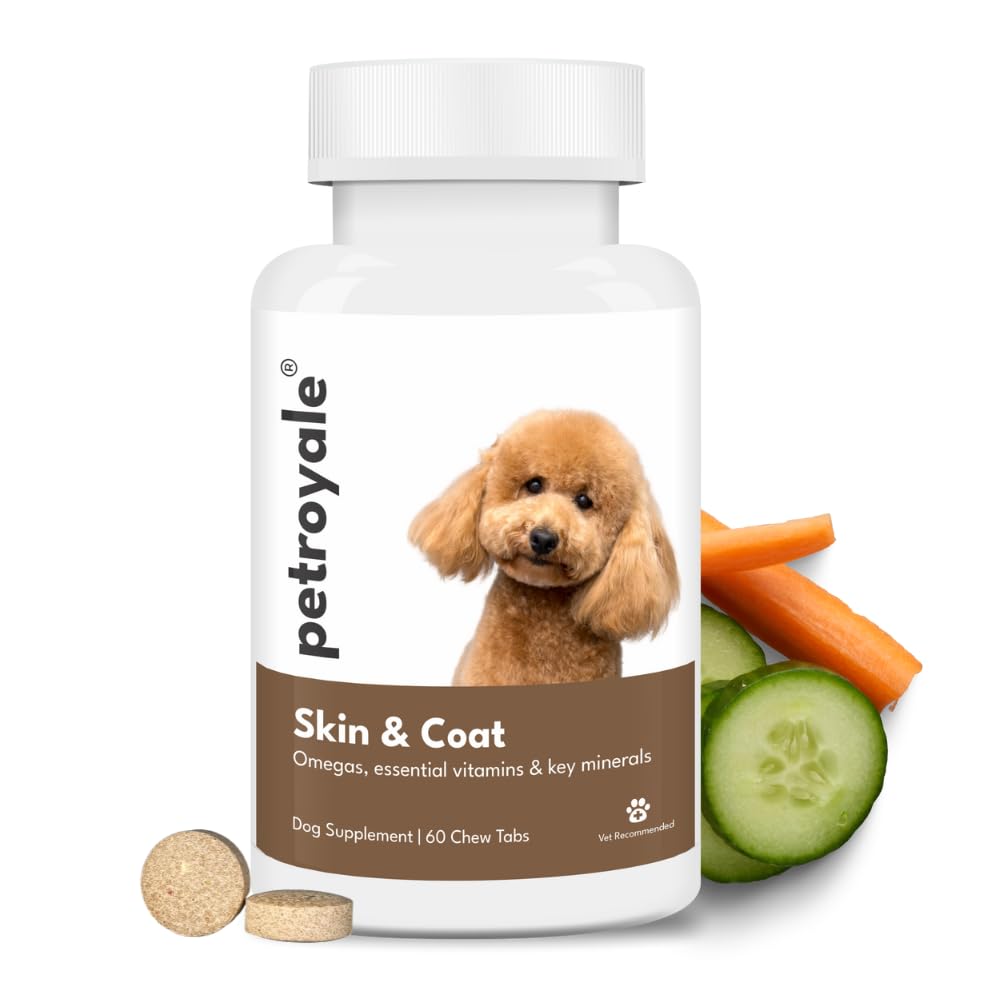 petroyale®
Skin & Coat
Omegas, essential vitamins & key minerals
Dog Supplement | 60 Chew Tabs
Vet Recommended